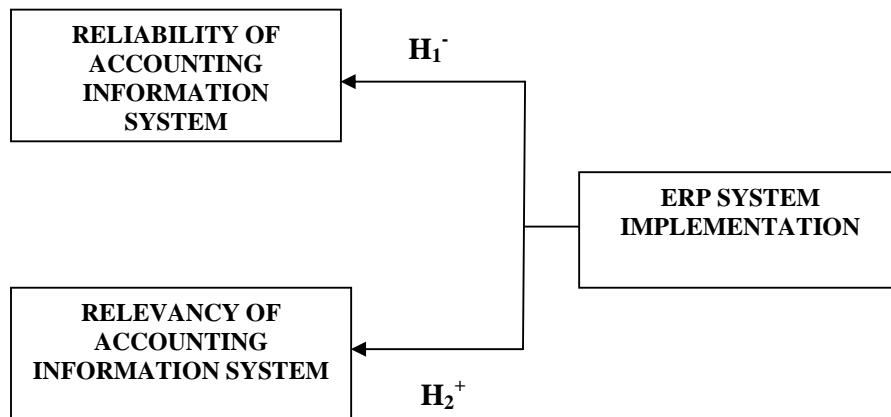 RELIABILITY OF
ACCOUNTING
INFORMATION
SYSTEM
H₁⁻
ERP SYSTEM
IMPLEMENTATION
RELEVANCY OF
ACCOUNTING
INFORMATION SYSTEM
H₂⁺